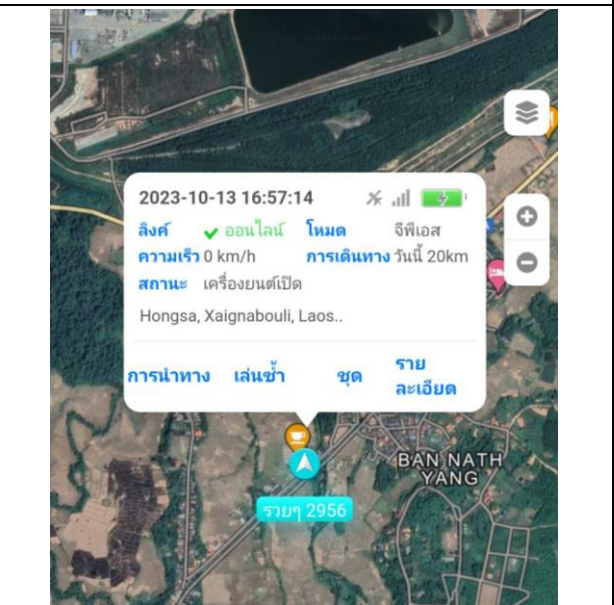 2023-10-13 16:57:14
ลิงค์ ออนไลน์ โหมด จีพีเอส
ความเร็ว 0 km/h การเดินทาง วันนี้ 20km
สถานะ เครื่องยนต์เปิด
Hongsa, Xaignabouli, Laos..
การนำทาง เล่นซ้ำ ชุด ราย
ละเอียด
BAN NATH
YANG
รวยๆ 2956